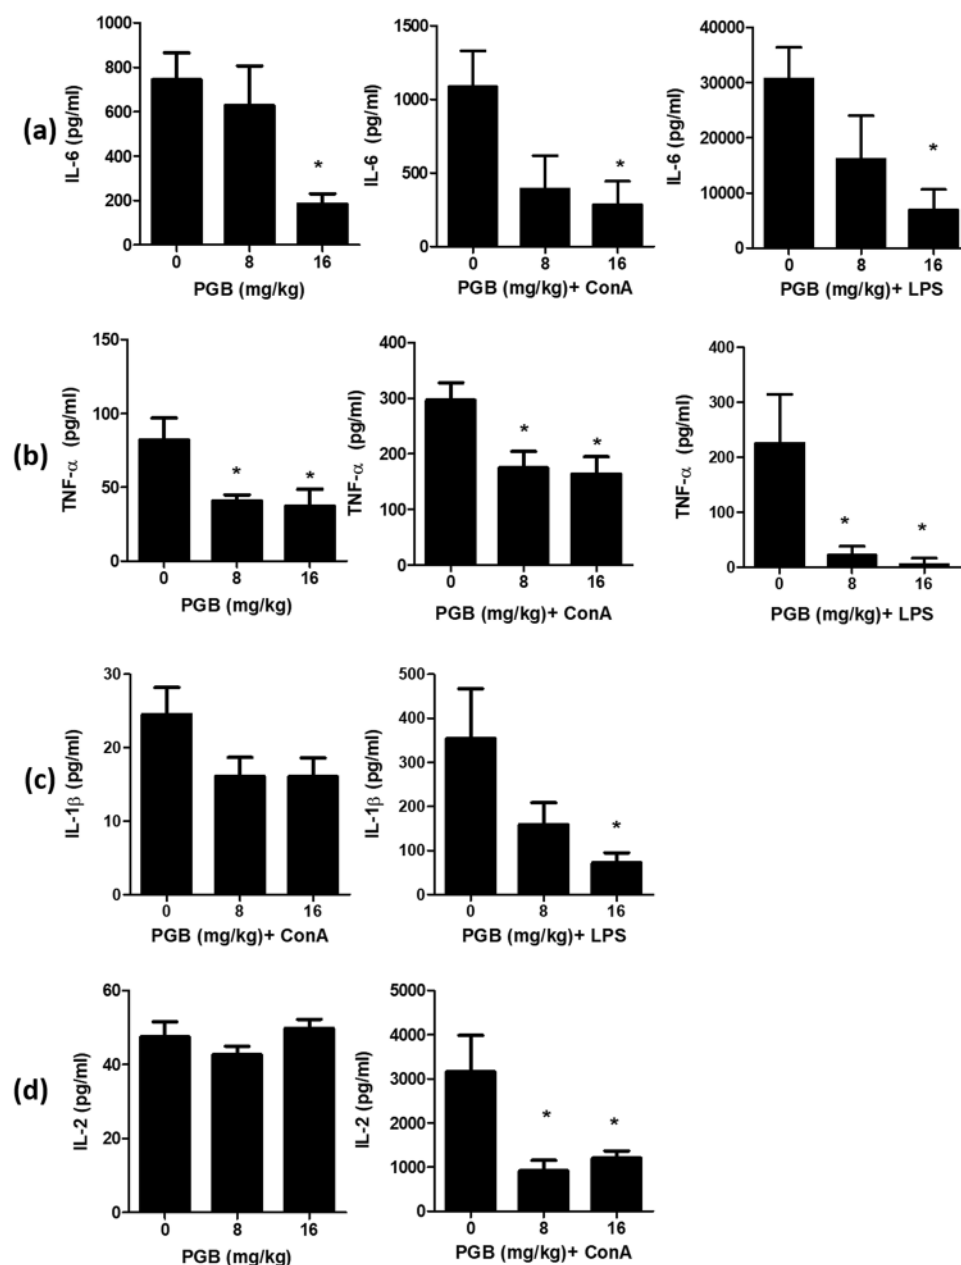 (a)
IL-6 (pg/ml)
1000
800
600
400
200
0
*
0 8 16
PGB (mg/kg)
IL-6 (pg/ml)
1500
1000
500
0
*
0 8 16
PGB (mg/kg)+ ConA
IL-6 (pg/ml)
40000
30000
20000
10000
0
*
0 8 16
PGB (mg/kg)+ LPS
(b)
TNF-α (pg/ml)
150
100
50
0
* *
0 8 16
PGB (mg/kg)
TNF-α (pg/ml)
400
300
200
100
0
* *
0 8 16
PGB (mg/kg)+ ConA
TNF-α (pg/ml)
400
300
200
100
0
* *
0 8 16
PGB (mg/kg)+ LPS
(c)
IL-1β (pg/ml)
30
20
10
0
0 8 16
PGB (mg/kg)+ ConA
IL-1β (pg/ml)
500
400
300
200
100
0
*
0 8 16
PGB (mg/kg)+ LPS
(d)
IL-2 (pg/ml)
60
40
20
0
0 8 16
PGB (mg/kg)
IL-2 (pg/ml)
5000
4000
3000
2000
1000
0
* *
0 8 16
PGB (mg/kg)+ ConA